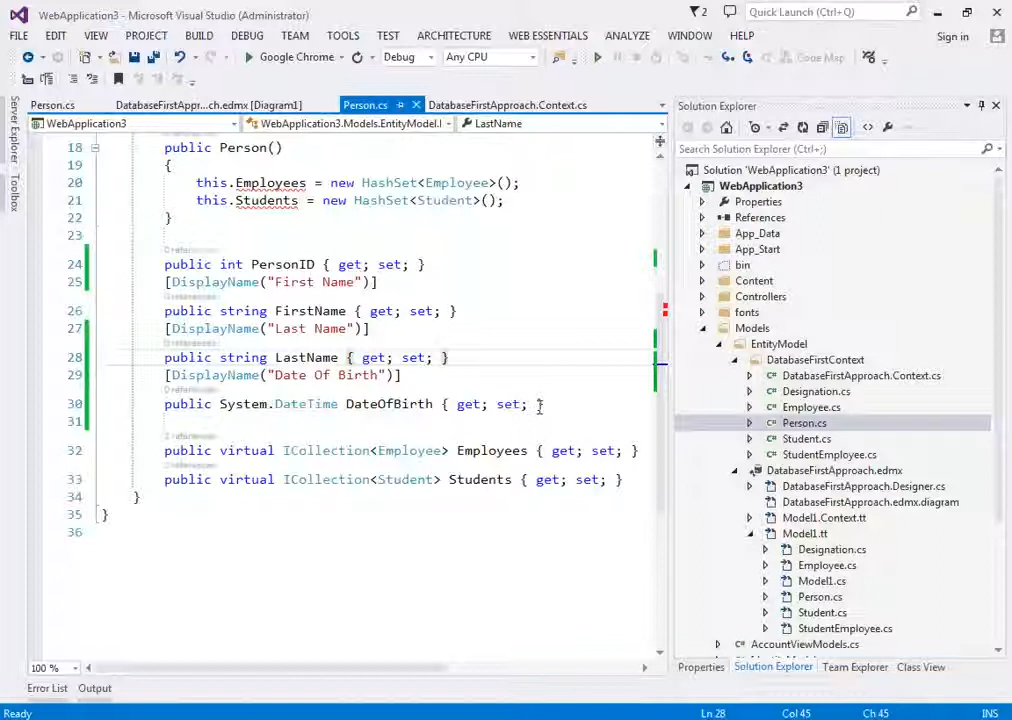 WebApplication3 - Microsoft Visual Studio (Administrator)
2
Quick Launch (Ctrl+Q)
FILE EDIT VIEW PROJECT BUILD DEBUG TEAM TOOLS TEST ARCHITECTURE WEB ESSENTIALS ANALYZE WINDOW HELP Sign in
Google Chrome Debug Any CPU Code Map
Server Explorer Toolbox
Person.cs DatabaseFirstAppr...ch.edmx [Diagram1] Person.cs DatabaseFirstApproach.Context.cs
WebApplication3 WebApplication3.Models.EntityModel. LastName
18 public Person()
19 {
20 this.Employees = new HashSet<Employee>();
21 this.Students = new HashSet<Student>();
22 }
23
0 references
24 public int PersonID { get; set; }
25 [DisplayName("First Name")]
26 public string FirstName { get; set; }
27 [DisplayName("Last Name")]
28 public string LastName { get; set; }
29 [DisplayName("Date Of Birth")]
30 public System.DateTime DateOfBirth { get; set; }
31
32 public virtual ICollection<Employee> Employees { get; set; }
33 public virtual ICollection<Student> Students { get; set; }
34 }
35 }
36
100 %
Error List Output
Solution Explorer
Search Solution Explorer (Ctrl+;)
Solution 'WebApplication3' (1 project)
WebApplication3
Properties
References
App_Data
App_Start
bin
Content
Controllers
fonts
Models
EntityModel
DatabaseFirstContext
DatabaseFirstApproach.Context.cs
Designation.cs
Employee.cs
Person.cs
Student.cs
StudentEmployee.cs
DatabaseFirstApproach.edmx
DatabaseFirstApproach.Designer.cs
DatabaseFirstApproach.edmx.diagram
Model1.Context.tt
Model1.tt
Designation.cs
Employee.cs
Model1.cs
Person.cs
Student.cs
StudentEmployee.cs
AccountViewModels.cs
Properties Solution Explorer Team Explorer Class View
Ready Ln 28 Col 45 Ch 45 INS